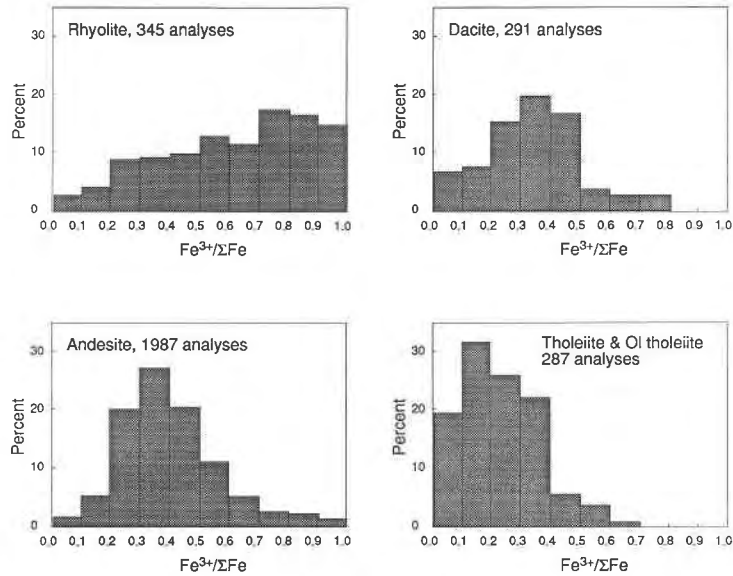 Rhyolite, 345 analyses
Percent
30
20
10
0
0.0 0.1 0.2 0.3 0.4 0.5 0.6 0.7 0.8 0.9 1.0
Fe³⁺/ΣFe
Dacite, 291 analyses
Percent
30
20
10
0
0.0 0.1 0.2 0.3 0.4 0.5 0.6 0.7 0.8 0.9 1.0
Fe³⁺/ΣFe
Andesite, 1987 analyses
Percent
30
20
10
0
0.0 0.1 0.2 0.3 0.4 0.5 0.6 0.7 0.8 0.9 1.0
Fe³⁺/ΣFe
Tholeiite & Ol tholeiite
287 analyses
Percent
30
20
10
0
0.0 0.1 0.2 0.3 0.4 0.5 0.6 0.7 0.8 0.9 1.0
Fe³⁺/ΣFe